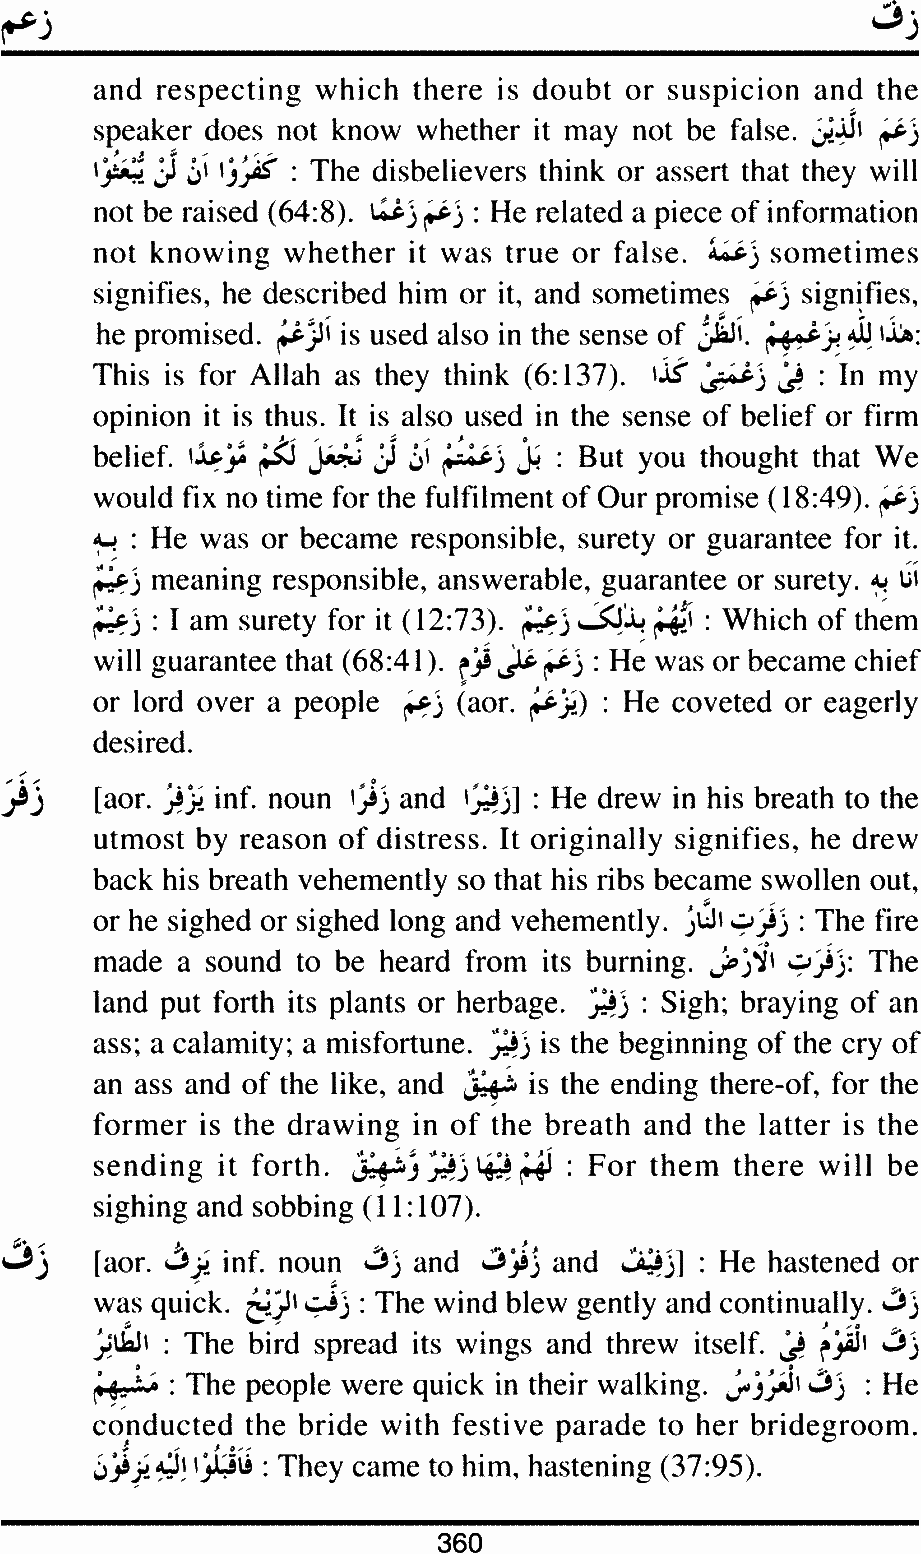 زعم زفّ
and respecting which there is doubt or suspicion and the
speaker does not know whether it may not be false. زَعَمَ الَّذِیْنَ
کَفَرُوْا اَنْ لَّنْ یُّبْعَثُوْا : The disbelievers think or assert that they will
not be raised (64:8). زَعَمَ زَعْمًا : He related a piece of information
not knowing whether it was true or false. زَعَمَهٗ sometimes
signifies, he described him or it, and sometimes زَعَمَ signifies,
he promised. اَلزَّعْمُ is used also in the sense of اَلظَّنُّ. هٰذَا لِلّٰهِ بِزَعْمِهِمْ:
This is for Allah as they think (6:137). فِیْ زَعْمَتِیْ کَذَا : In my
opinion it is thus. It is also used in the sense of belief or firm
belief. بَلْ زَعَمْتُمْ اَنْ لَّنْ نَّجْعَلَ لَکُمْ مَّوْعِدًا : But you thought that We
would fix no time for the fulfilment of Our promise (18:49). زَعَمَ
بِهٖ : He was or became responsible, surety or guarantee for it.
زَعِیْمٌ meaning responsible, answerable, guarantee or surety. اَنَا بِهٖ
زَعِیْمٌ : I am surety for it (12:73). اَیُّهُمْ بِذٰلِکَ زَعِیْمٌ : Which of them
will guarantee that (68:41). زَعَمَ عَلٰی قَوْمٍ : He was or became chief
or lord over a people زَعِمَ (aor. یَزْعَمُ) : He coveted or eagerly
desired.
زَفَرَ [aor. یَزْفِرُ inf. noun زَفْرًا and زَفِیْرًا] : He drew in his breath to the
utmost by reason of distress. It originally signifies, he drew
back his breath vehemently so that his ribs became swollen out,
or he sighed or sighed long and vehemently. زَفَرَتِ النَّارُ : The fire
made a sound to be heard from its burning. زَفَرَتِ الْاَرْضُ: The
land put forth its plants or herbage. زَفِیْرٌ : Sigh; braying of an
ass; a calamity; a misfortune. زَفِیْرٌ is the beginning of the cry of
an ass and of the like, and شَهِیْقٌ is the ending there-of, for the
former is the drawing in of the breath and the latter is the
sending it forth. لَهُمْ فِیْهَا زَفِیْرٌ وَّشَهِیْقٌ : For them there will be
sighing and sobbing (11:107).
زَفَّ [aor. یَزِفُّ inf. noun زَفٌّ and زُفُوْفٌ and زَفِیْفٌ] : He hastened or
was quick. زَفَّتِ الرِّیْحُ : The wind blew gently and continually. زَفَّ
الطَّائِرُ : The bird spread its wings and threw itself. زَفَّ الْقَوْمُ فِیْ
مَشْیِهِمْ : The people were quick in their walking. زَفَّ الْعَرُوْسَ : He
conducted the bride with festive parade to her bridegroom.
فَاَقْبَلُوْا اِلَیْهِ یَزِفُّوْنَ : They came to him, hastening (37:95).
360